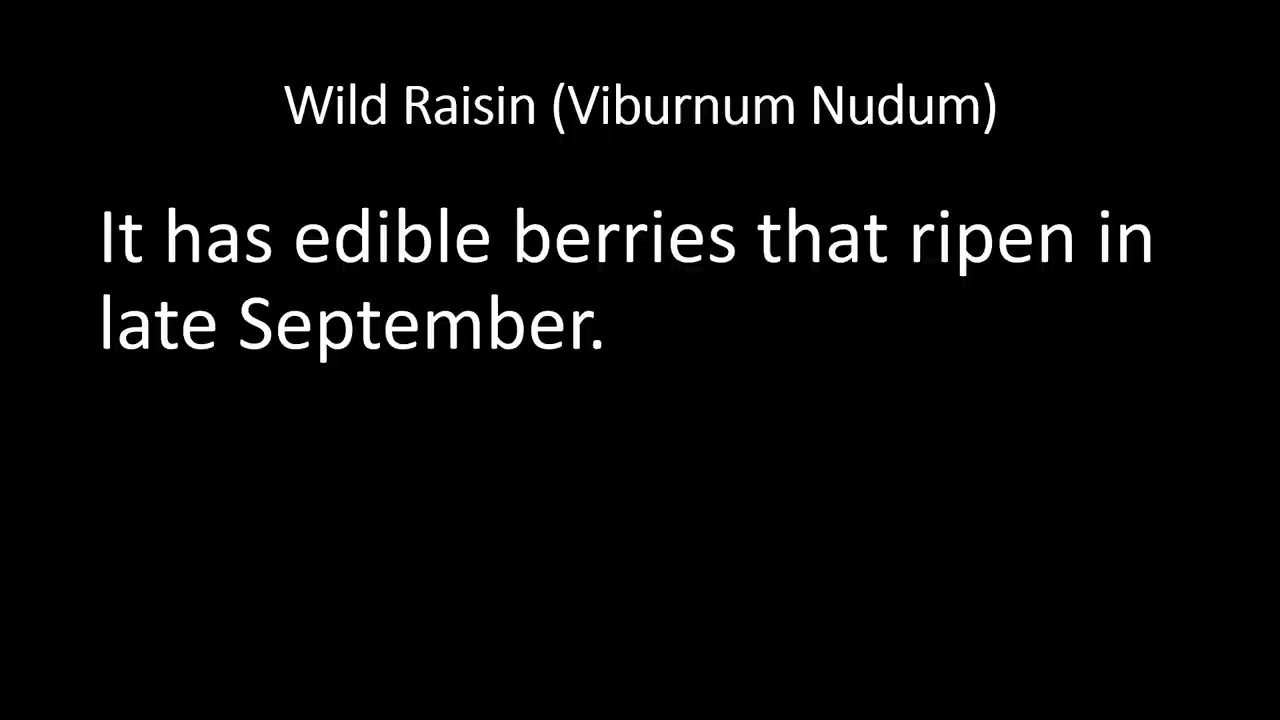 Wild Raisin (Viburnum Nudum)
It has edible berries that ripen in
late September.